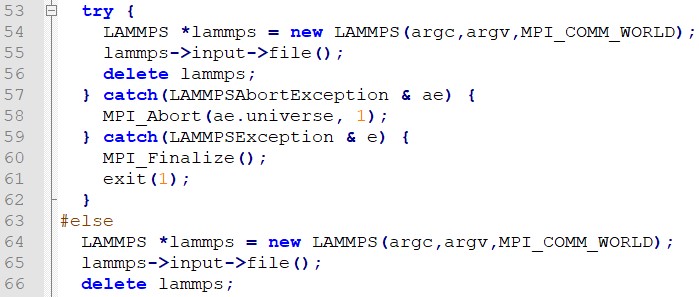 53 try {
54 LAMMPS *lammps = new LAMMPS(argc,argv,MPI_COMM_WORLD);
55 lammps->input->file();
56 delete lammps;
57 } catch(LAMMPSAbortException & ae) {
58 MPI_Abort(ae.universe, 1);
59 } catch(LAMMPSException & e) {
60 MPI_Finalize();
61 exit(1);
62 }
63 #else
64 LAMMPS *lammps = new LAMMPS(argc,argv,MPI_COMM_WORLD);
65 lammps->input->file();
66 delete lammps;